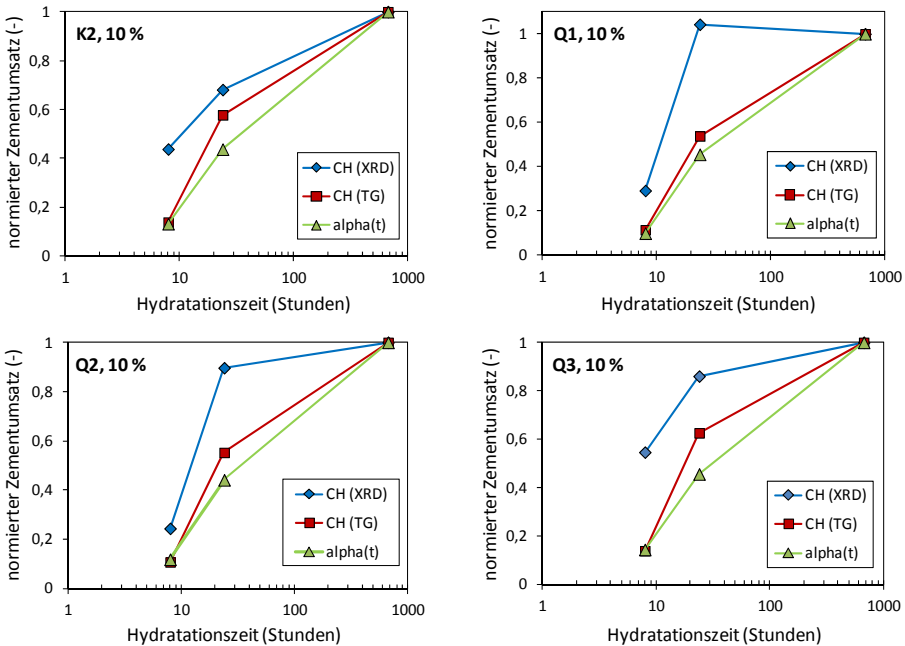 K2, 10 %
normierter Zementumsatz (-)
1
0,8
0,6
0,4
0,2
0
CH (XRD)
CH (TG)
alpha(t)
1
10
100
1000
Hydratationszeit (Stunden)
Q1, 10 %
normierter Zementumsatz (-)
1
0,8
0,6
0,4
0,2
0
CH (XRD)
CH (TG)
alpha(t)
1
10
100
1000
Hydratationszeit (Stunden)
Q2, 10 %
normierter Zementumsatz (-)
1
0,8
0,6
0,4
0,2
0
CH (XRD)
CH (TG)
alpha(t)
1
10
100
1000
Hydratationszeit (Stunden)
Q3, 10 %
normierter Zementumsatz (-)
1
0,8
0,6
0,4
0,2
0
CH (XRD)
CH (TG)
alpha(t)
1
10
100
1000
Hydratationszeit (Stunden)